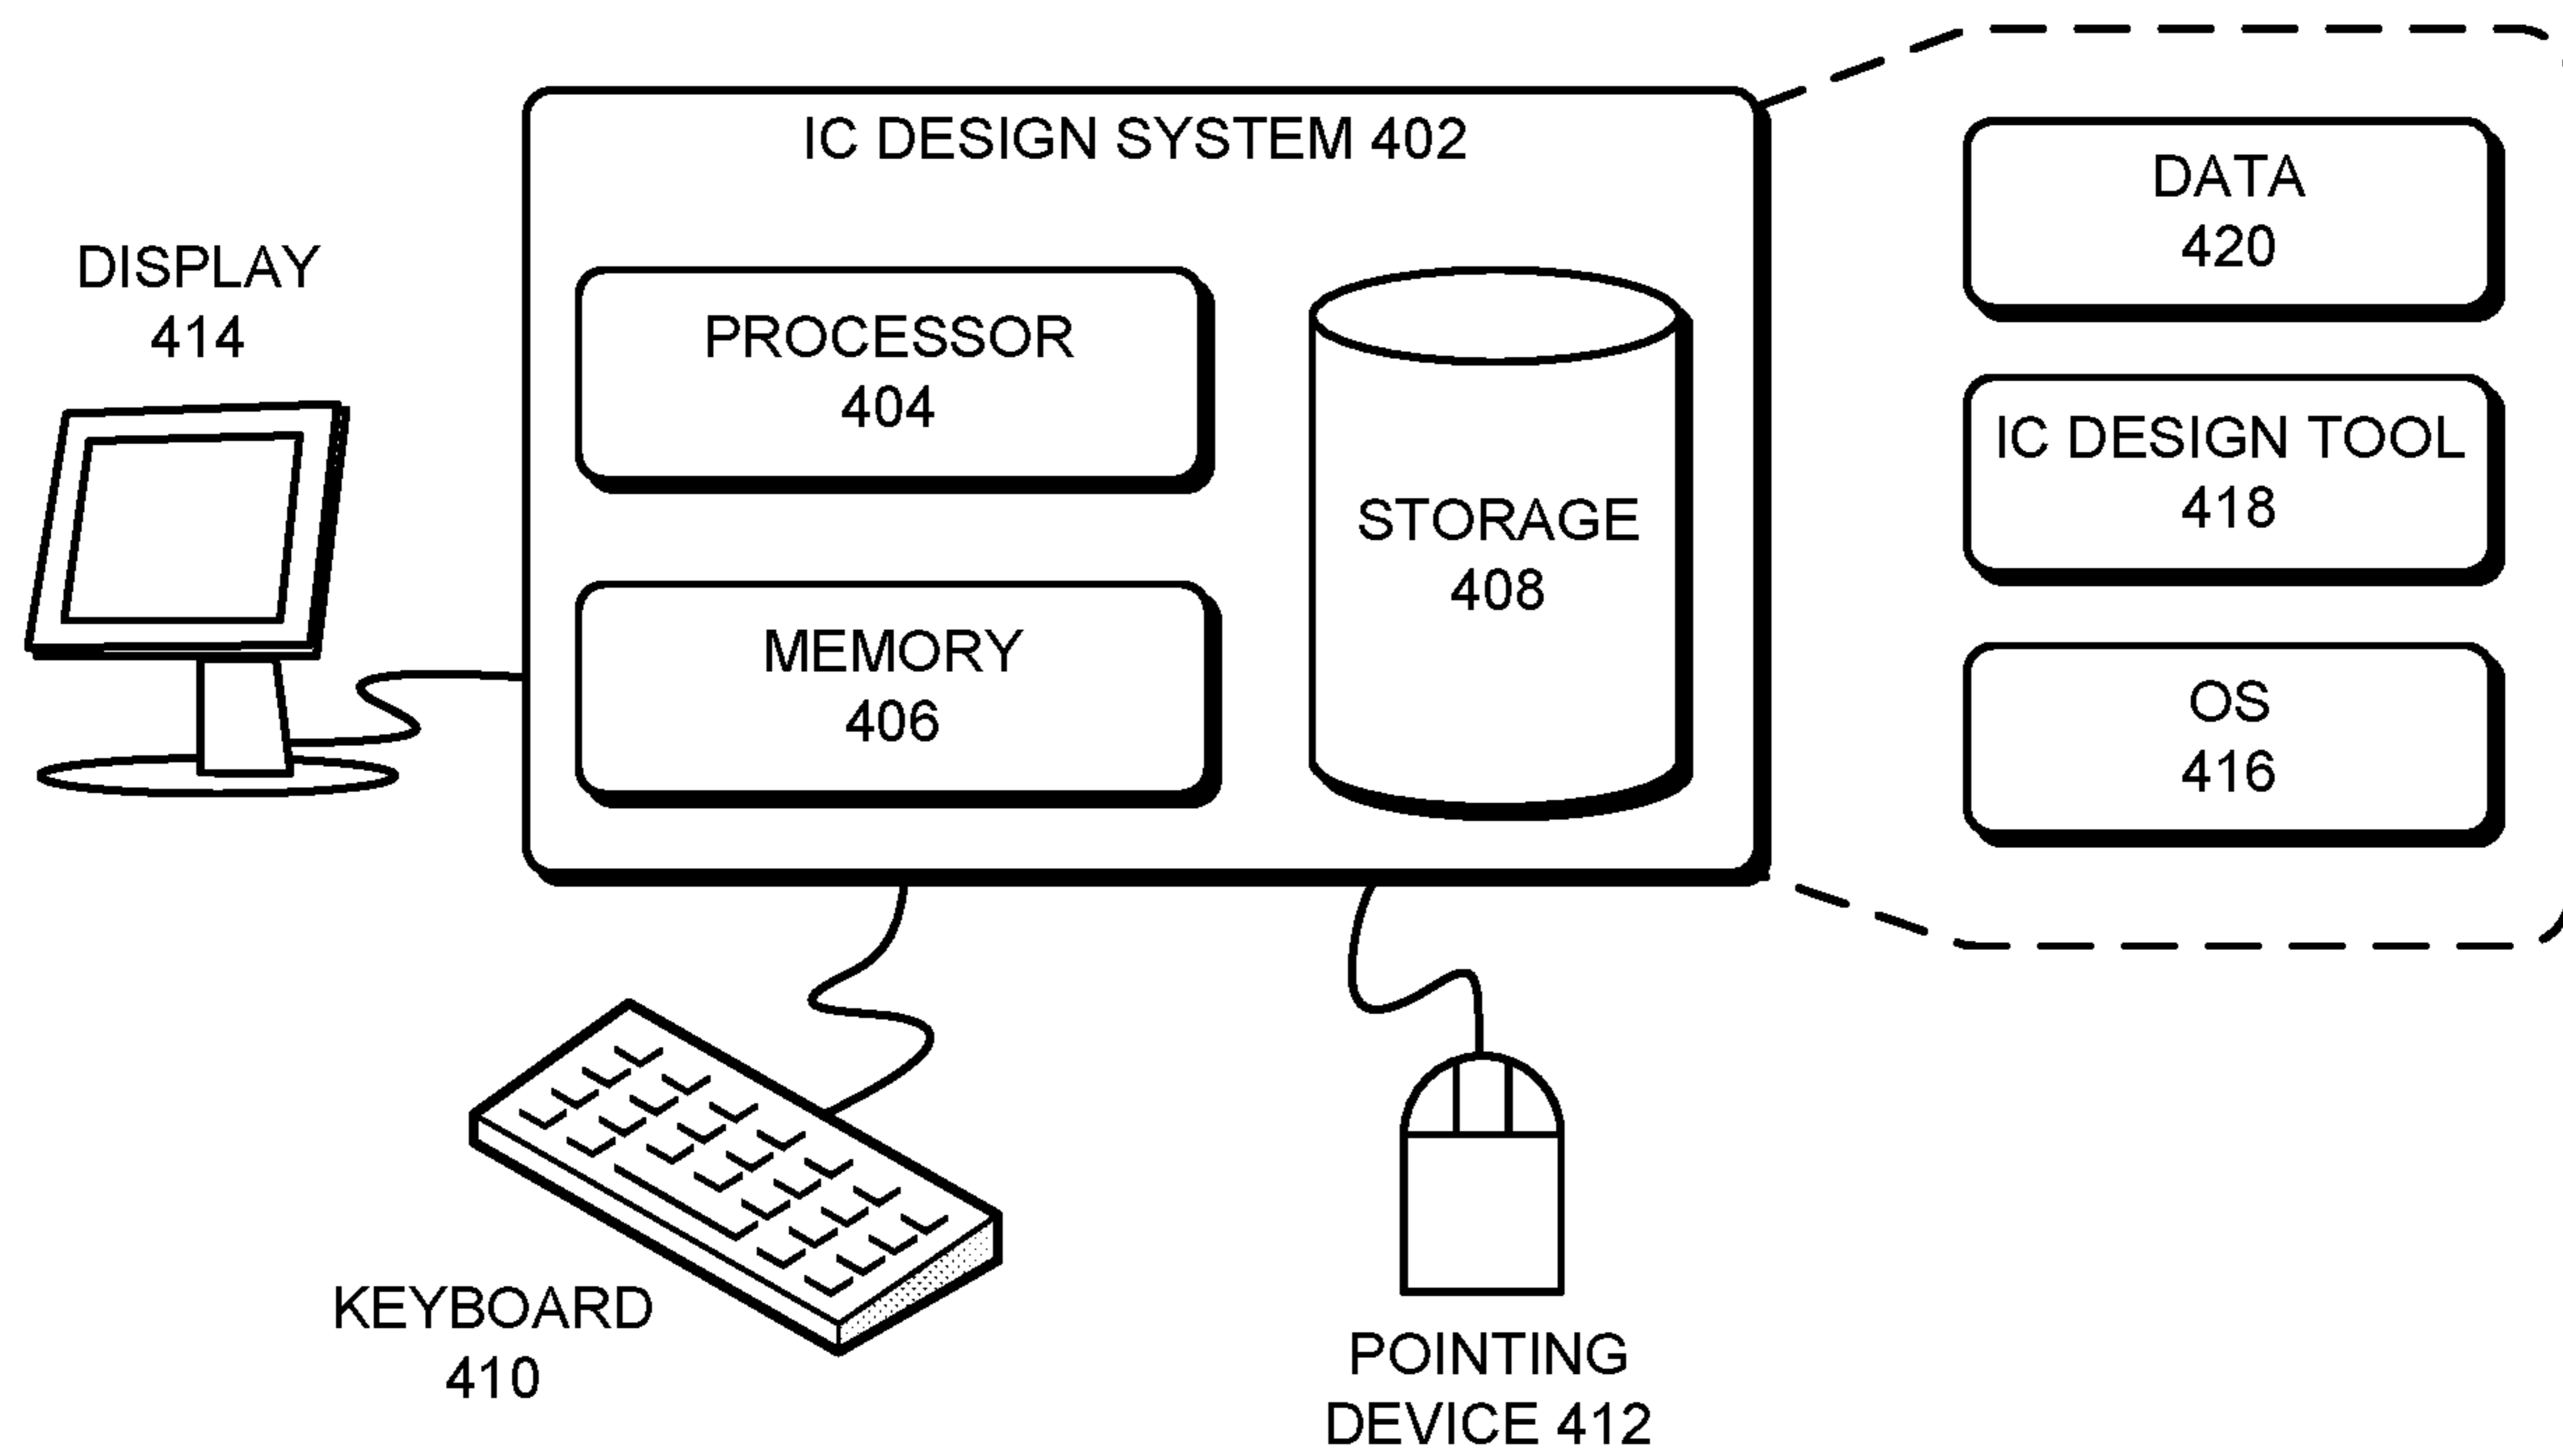 IC DESIGN SYSTEM 402
DISPLAY
414
PROCESSOR
404
MEMORY
406
STORAGE
408
DATA
420
IC DESIGN TOOL
418
OS
416
KEYBOARD
410
POINTING
DEVICE 412